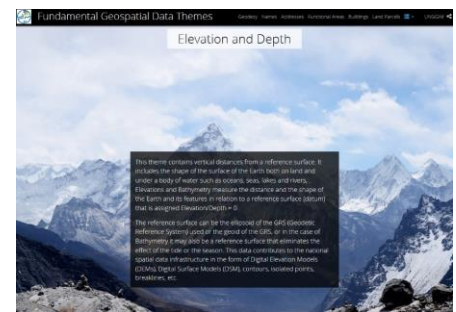 Fundamental Geospatial Data Themes
Geodesy Names Addresses Functional Areas Buildings Land Parcels
UNGGIM
Elevation and Depth
This theme contains vertical distances from a reference surface. It
includes the shape of the surface of the Earth both on land and
under a body of water such as oceans, seas, lakes and rivers.
Elevations and Bathymetry measure the distance and the shape of
the Earth and its features in relation to a reference surface (datum)
that is assigned Elevation/Depth = 0.
The reference surface can be the ellipsoid of the GRS (Geodetic
Reference System) used or the geoid of the GRS, or in the case of
Bathymetry it may also be a reference surface that eliminates the
effect of the tide or the season. This data contributes to the national
spatial data infrastructure in the form of Digital Elevation Models
(DEMs), Digital Surface Models (DSM), contours, isolated points,
breaklines, etc.